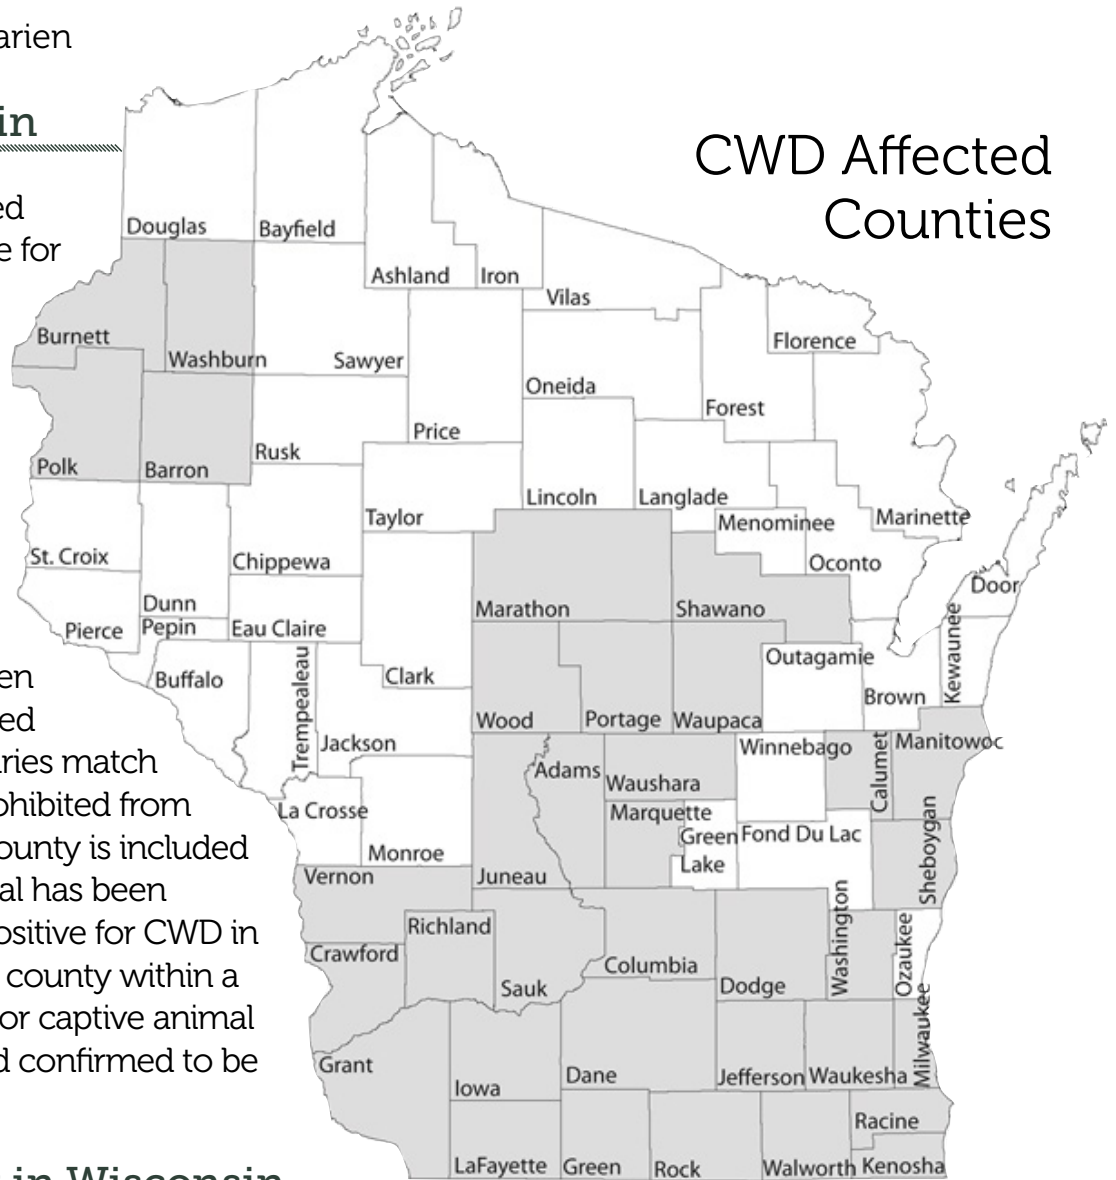 arien
in
ed
e for
en
ed
ries match
ohibited from
ounty is included
al has been
ositive for CWD in
county within a
or captive animal
d confirmed to be
in Wisconsin
CWD Affected
Counties
Douglas
Bayfield
Ashland
Iron
Vilas
Florence
Burnett
Washburn
Sawyer
Oneida
Forest
Price
Polk
Barron
Rusk
Taylor
Lincoln
Langlade
Menominee
Marinette
St. Croix
Chippewa
Oconto
Door
Dunn
Marathon
Shawano
Pierce
Pepin
Eau Claire
Outagamie
Kewaunee
Buffalo
Trempealeau
Clark
Brown
Wood
Portage
Waupaca
Jackson
Winnebago
Calumet
Manitowoc
Adams
Waushara
La Crosse
Marquette
Green
Lake
Fond Du Lac
Sheboygan
Monroe
Vernon
Juneau
Richland
Washington
Ozaukee
Crawford
Sauk
Columbia
Dodge
Milwaukee
Grant
Iowa
Dane
Jefferson
Waukesha
Racine
LaFayette
Green
Rock
Walworth
Kenosha